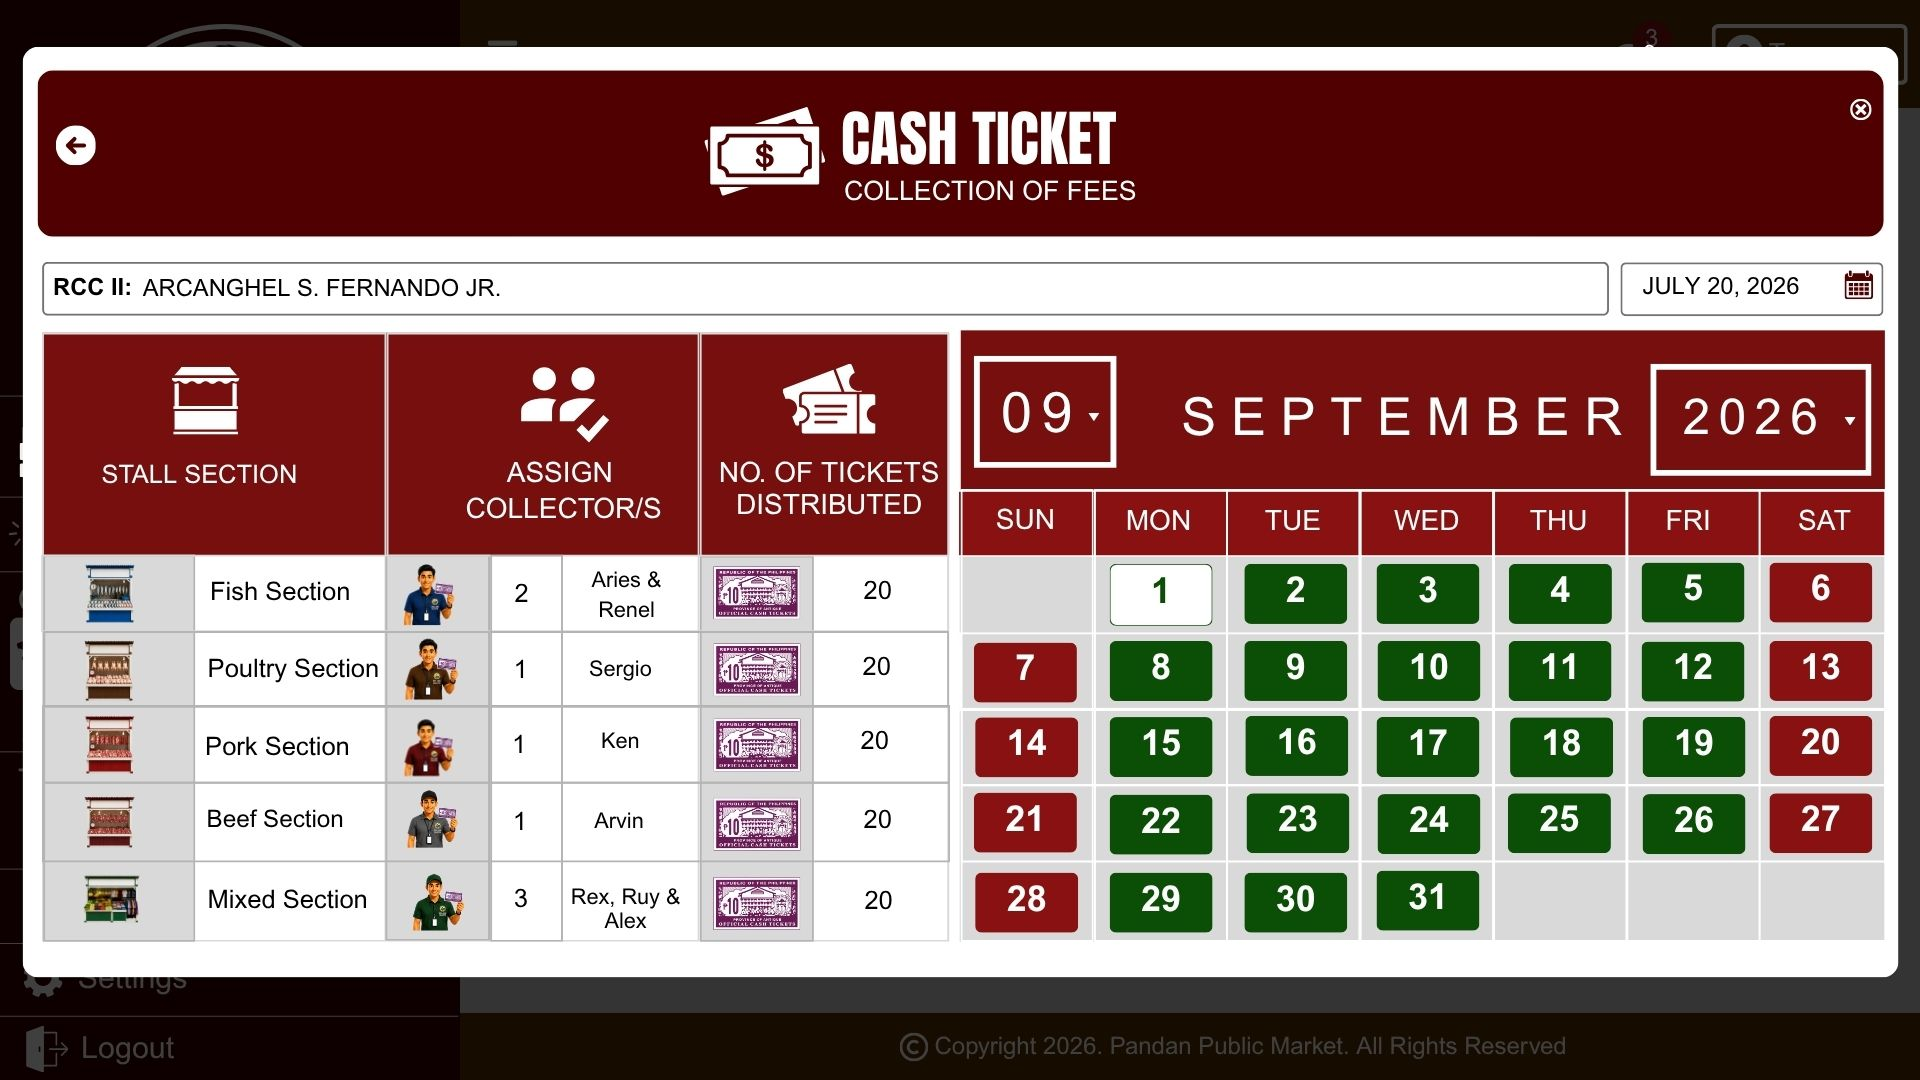 3
CASH TICKET
COLLECTION OF FEES
RCC II: ARCANGHEL S. FERNANDO JR.
JULY 20, 2026
STALL SECTION
ASSIGN
COLLECTOR/S
NO. OF TICKETS
DISTRIBUTED
09
SEPTEMBER
2026
SUN MON TUE WED THU FRI SAT
Fish Section
2
Aries &
Renel
20
Poultry Section
1
Sergio
20
Pork Section
1
Ken
20
Beef Section
1
Arvin
20
Mixed Section
3
Rex, Ruy &
Alex
20
1 2 3 4 5 6
7 8 9 10 11 12 13
14 15 16 17 18 19 20
21 22 23 24 25 26 27
28 29 30 31
Settings
Logout
© Copyright 2026. Pandan Public Market. All Rights Reserved